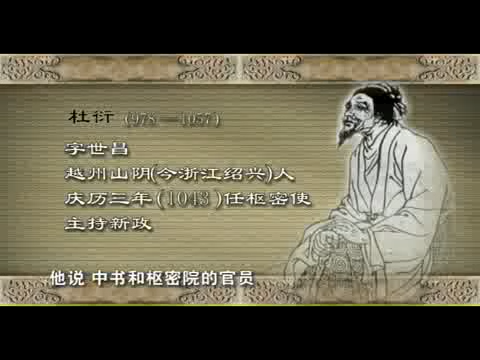 杜衍 (978—1057)
字世昌
越州山阴(今浙江绍兴)人
庆历三年(1043)任枢密使
主持新政
他说 中书和枢密院的官员